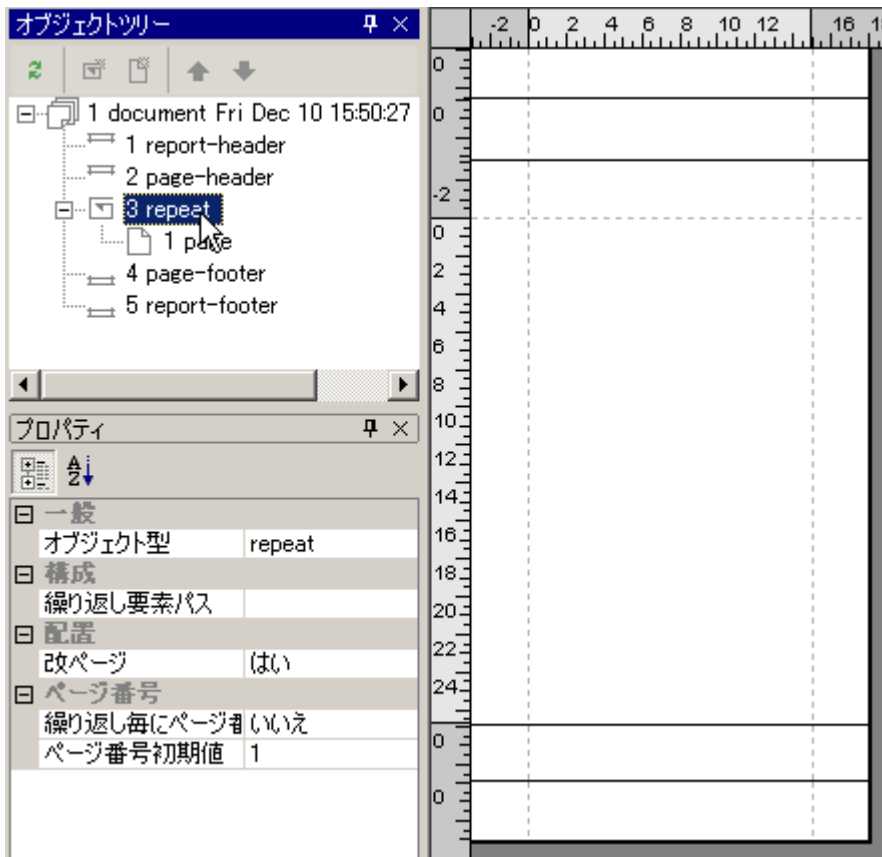 オブジェクトツリー
1 document Fri Dec 10 15:50:27
1 report-header
2 page-header
3 repeat
1 page
4 page-footer
5 report-footer
プロパティ
一般
オブジェクト型 repeat
構成
繰り返し要素パス
配置
改ページ はい
ページ番号
繰り返し毎にページ番 いいえ
ページ番号初期値 1
-2 0 2 4 6 8 10 12 16
0
0
-2
0
2
4
6
8
10
12
14
16
18
20
22
24
0
0